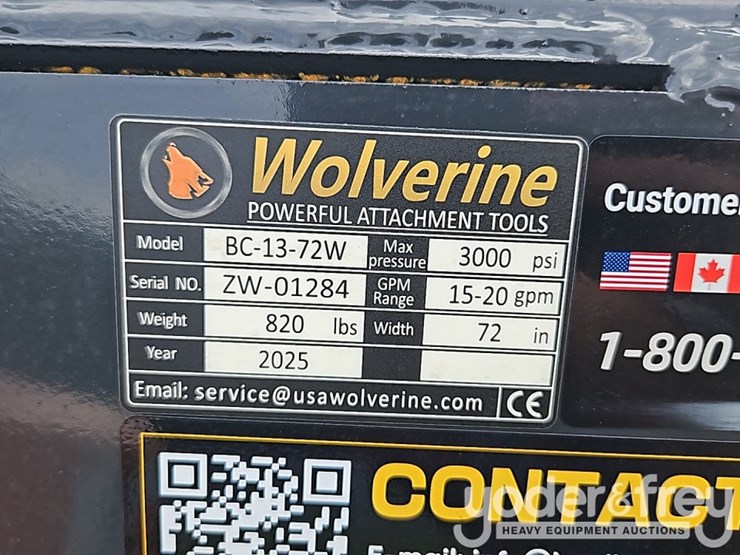 Wolverine
POWERFUL ATTACHMENT TOOLS
Model BC-13-72W Max pressure 3000 psi
Serial NO. ZW-01284 GPM Range 15-20 gpm
Weight 820 lbs Width 72 in
Year 2025
Email: service@usawolverine.com CE
Custome
1-800-
CONTACT
yoder&frey
HEAVY EQUIPMENT AUCTIONS